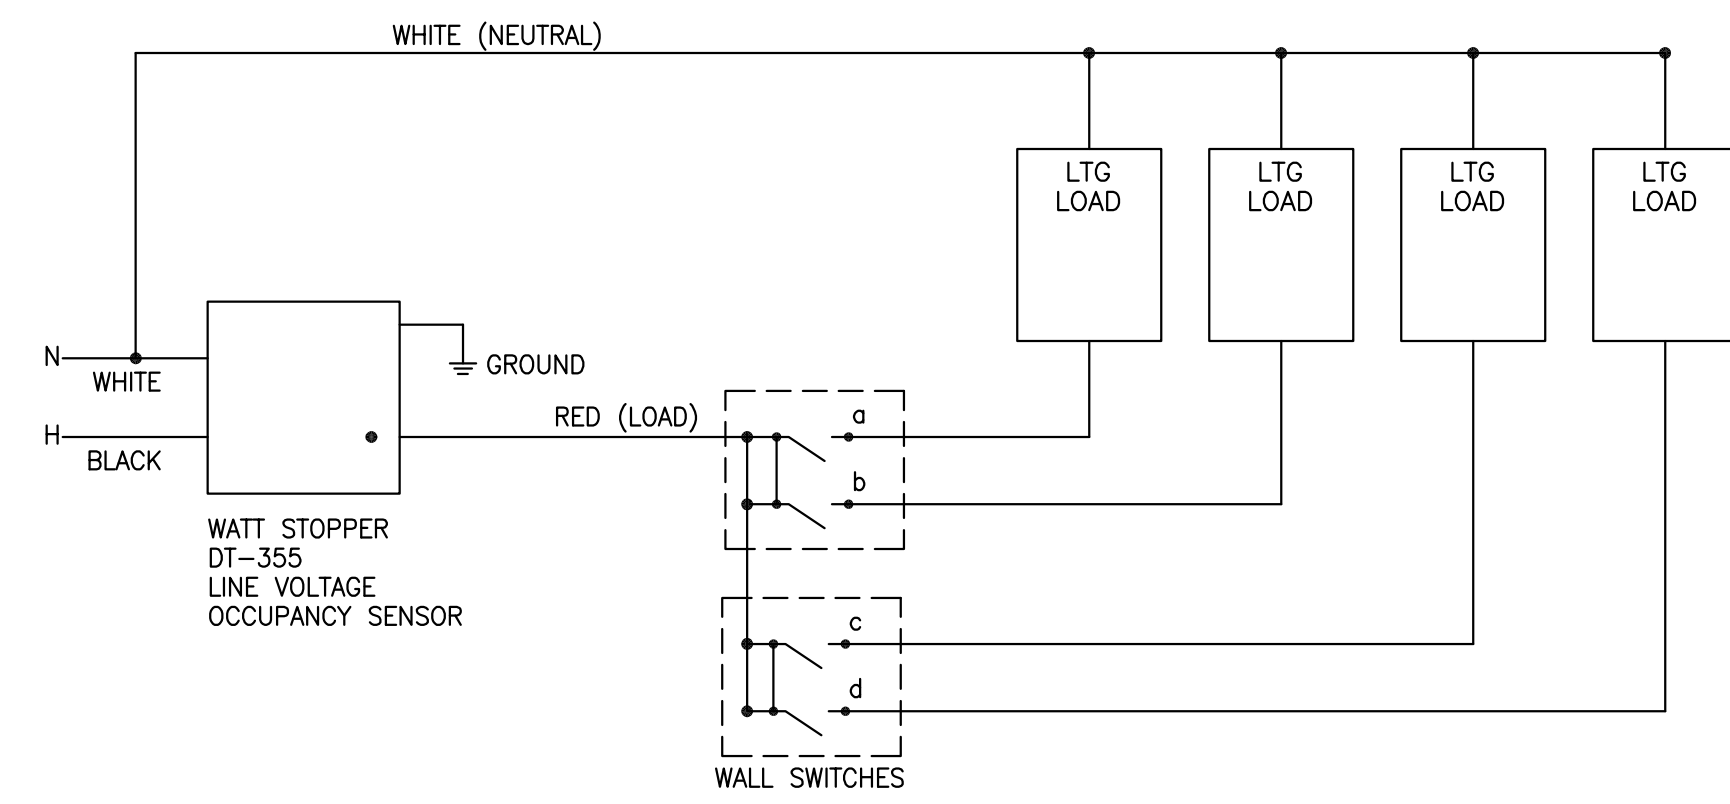 WHITE (NEUTRAL)
LTG
LOAD
LTG
LOAD
LTG
LOAD
LTG
LOAD
N
WHITE
GROUND
H
BLACK
RED (LOAD)
a
b
WATT STOPPER
DT-355
LINE VOLTAGE
OCCUPANCY SENSOR
c
d
WALL SWITCHES